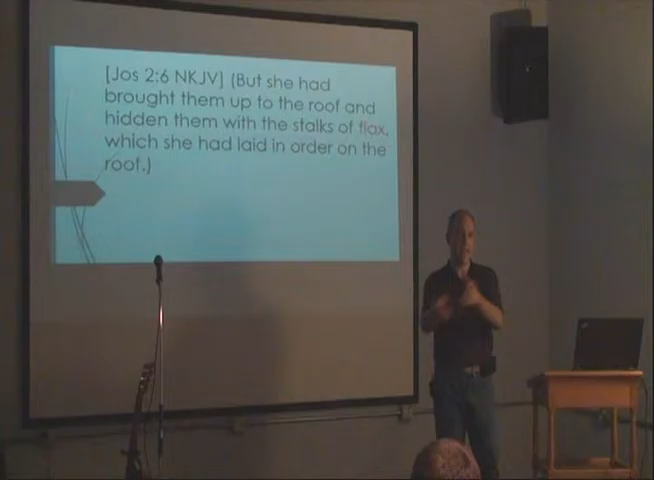 [Jos 2:6 NKJV] (But she had
brought them up to the roof and
hidden them with the stalks of flax,
which she had laid in order on the
roof.)